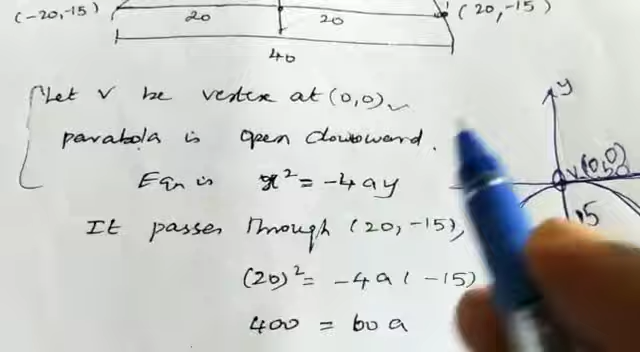 (-20,-15)
20
20
(20,-15)
40
Let V be vertex at (0,0)
parabola is open downward.
Eqn is x² = -4ay
It passes through (20,-15),
(20)² = -4a(-15)
400 = 60a
y
V(0,0)